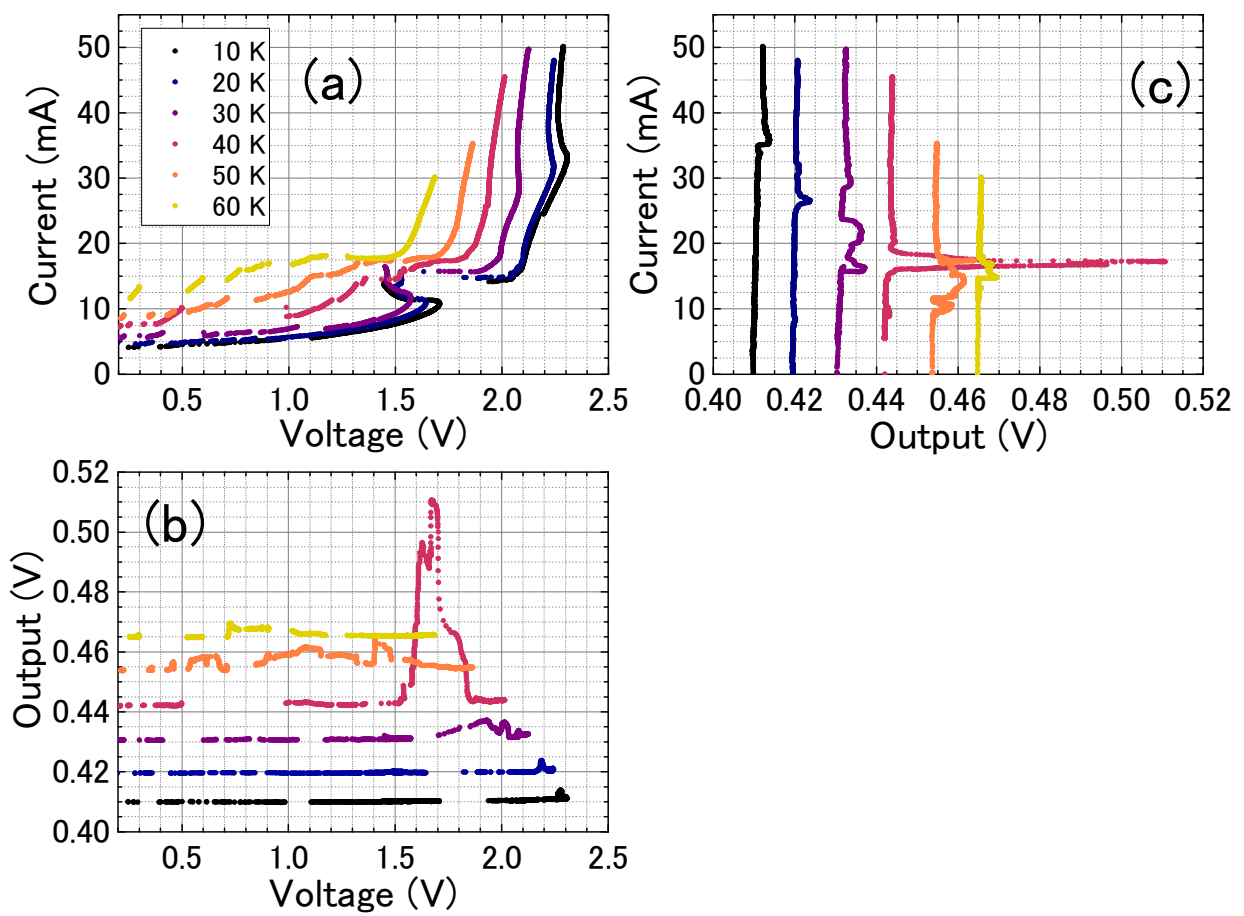 50
40
30
20
10
0
Current (mA)
10 K
20 K
30 K
40 K
50 K
60 K
(a)
0.5 1.0 1.5 2.0 2.5
Voltage (V)
50
40
30
20
10
0
Current (mA)
(c)
0.40 0.42 0.44 0.46 0.48 0.50 0.52
Output (V)
0.52
0.50
0.48
0.46
0.44
0.42
0.40
Output (V)
(b)
0.5 1.0 1.5 2.0 2.5
Voltage (V)